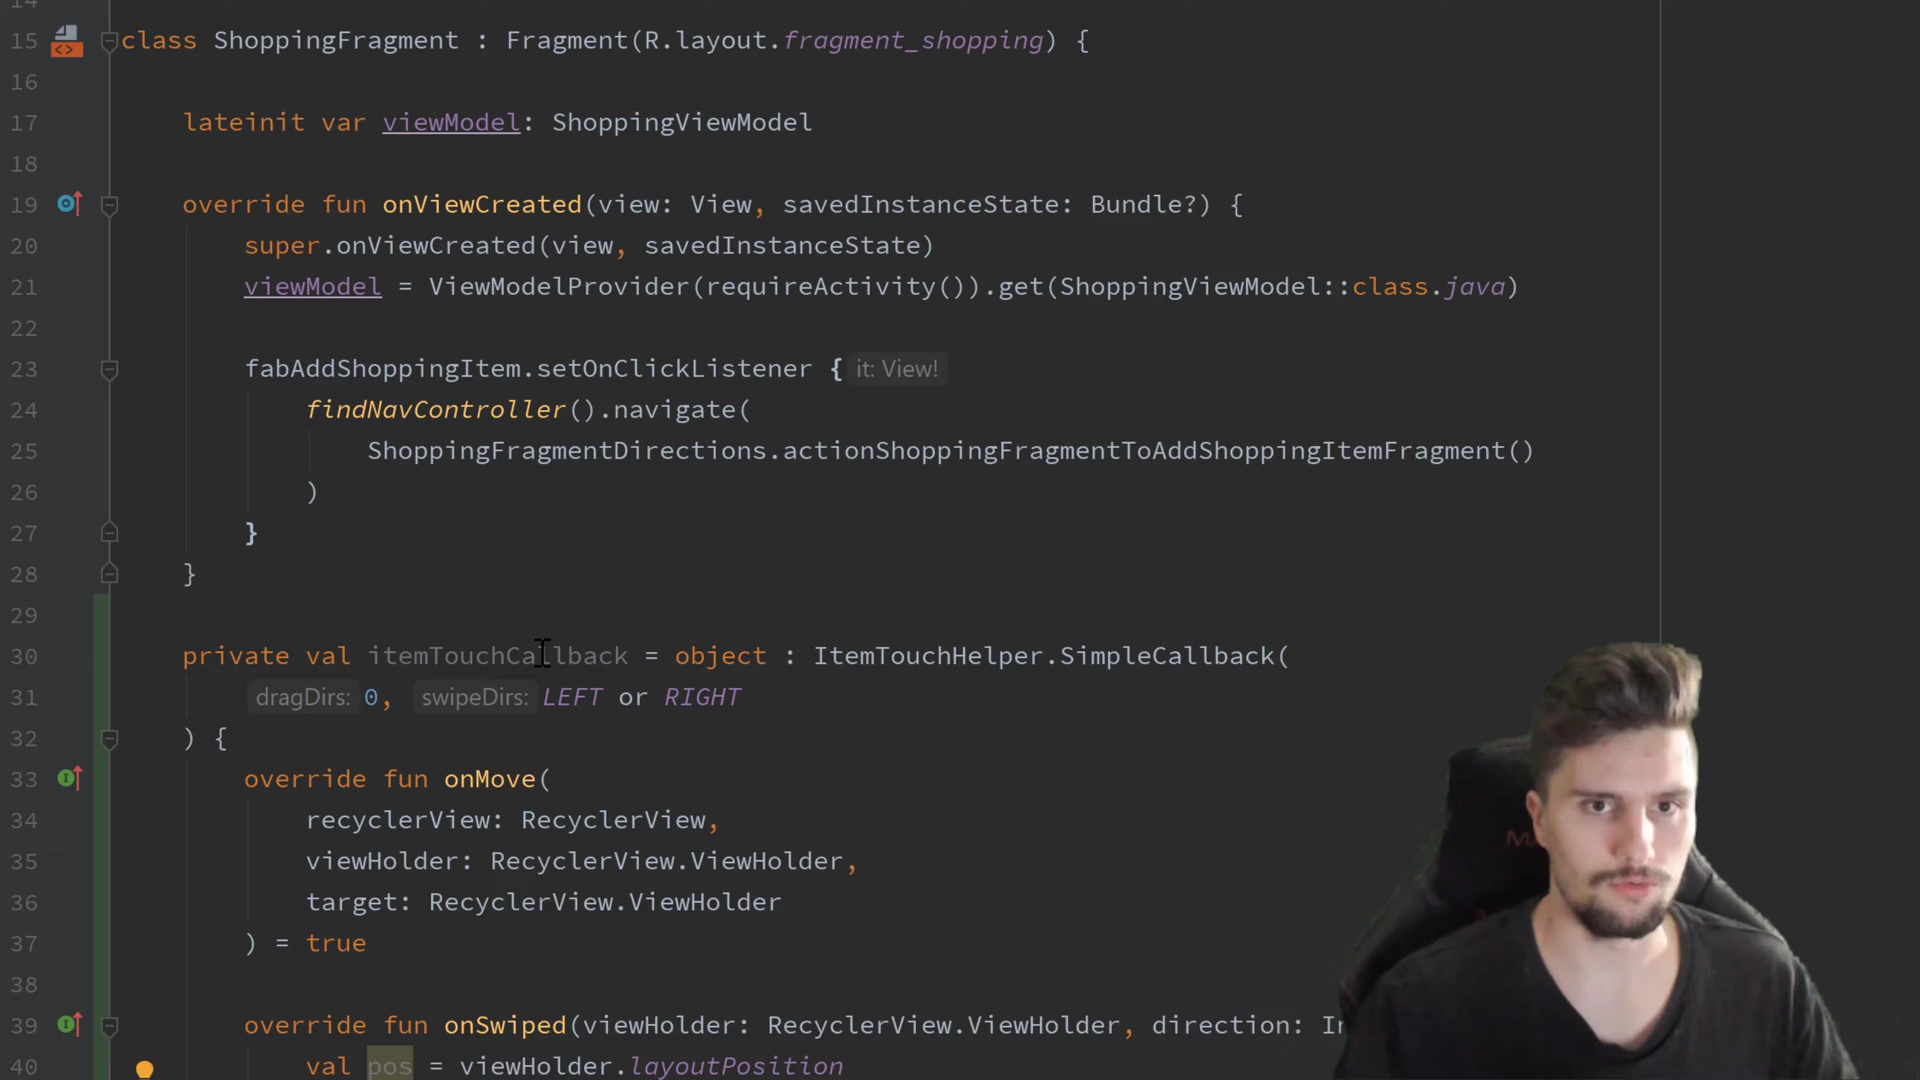 14
15 class ShoppingFragment : Fragment(R.layout.fragment_shopping) {
16
17 lateinit var viewModel: ShoppingViewModel
18
19 override fun onViewCreated(view: View, savedInstanceState: Bundle?) {
20 super.onViewCreated(view, savedInstanceState)
21 viewModel = ViewModelProvider(requireActivity()).get(ShoppingViewModel::class.java)
22
23 fabAddShoppingItem.setOnClickListener { it: View!
24 findNavController().navigate(
25 ShoppingFragmentDirections.actionShoppingFragmentToAddShoppingItemFragment()
26 )
27 }
28 }
29
30 private val itemTouchCallback = object : ItemTouchHelper.SimpleCallback(
31 dragDirs: 0, swipeDirs: LEFT or RIGHT
32 ) {
33 override fun onMove(
34 recyclerView: RecyclerView,
35 viewHolder: RecyclerView.ViewHolder,
36 target: RecyclerView.ViewHolder
37 ) = true
38
39 override fun onSwiped(viewHolder: RecyclerView.ViewHolder, direction:
40 val pos = viewHolder.layoutPosition